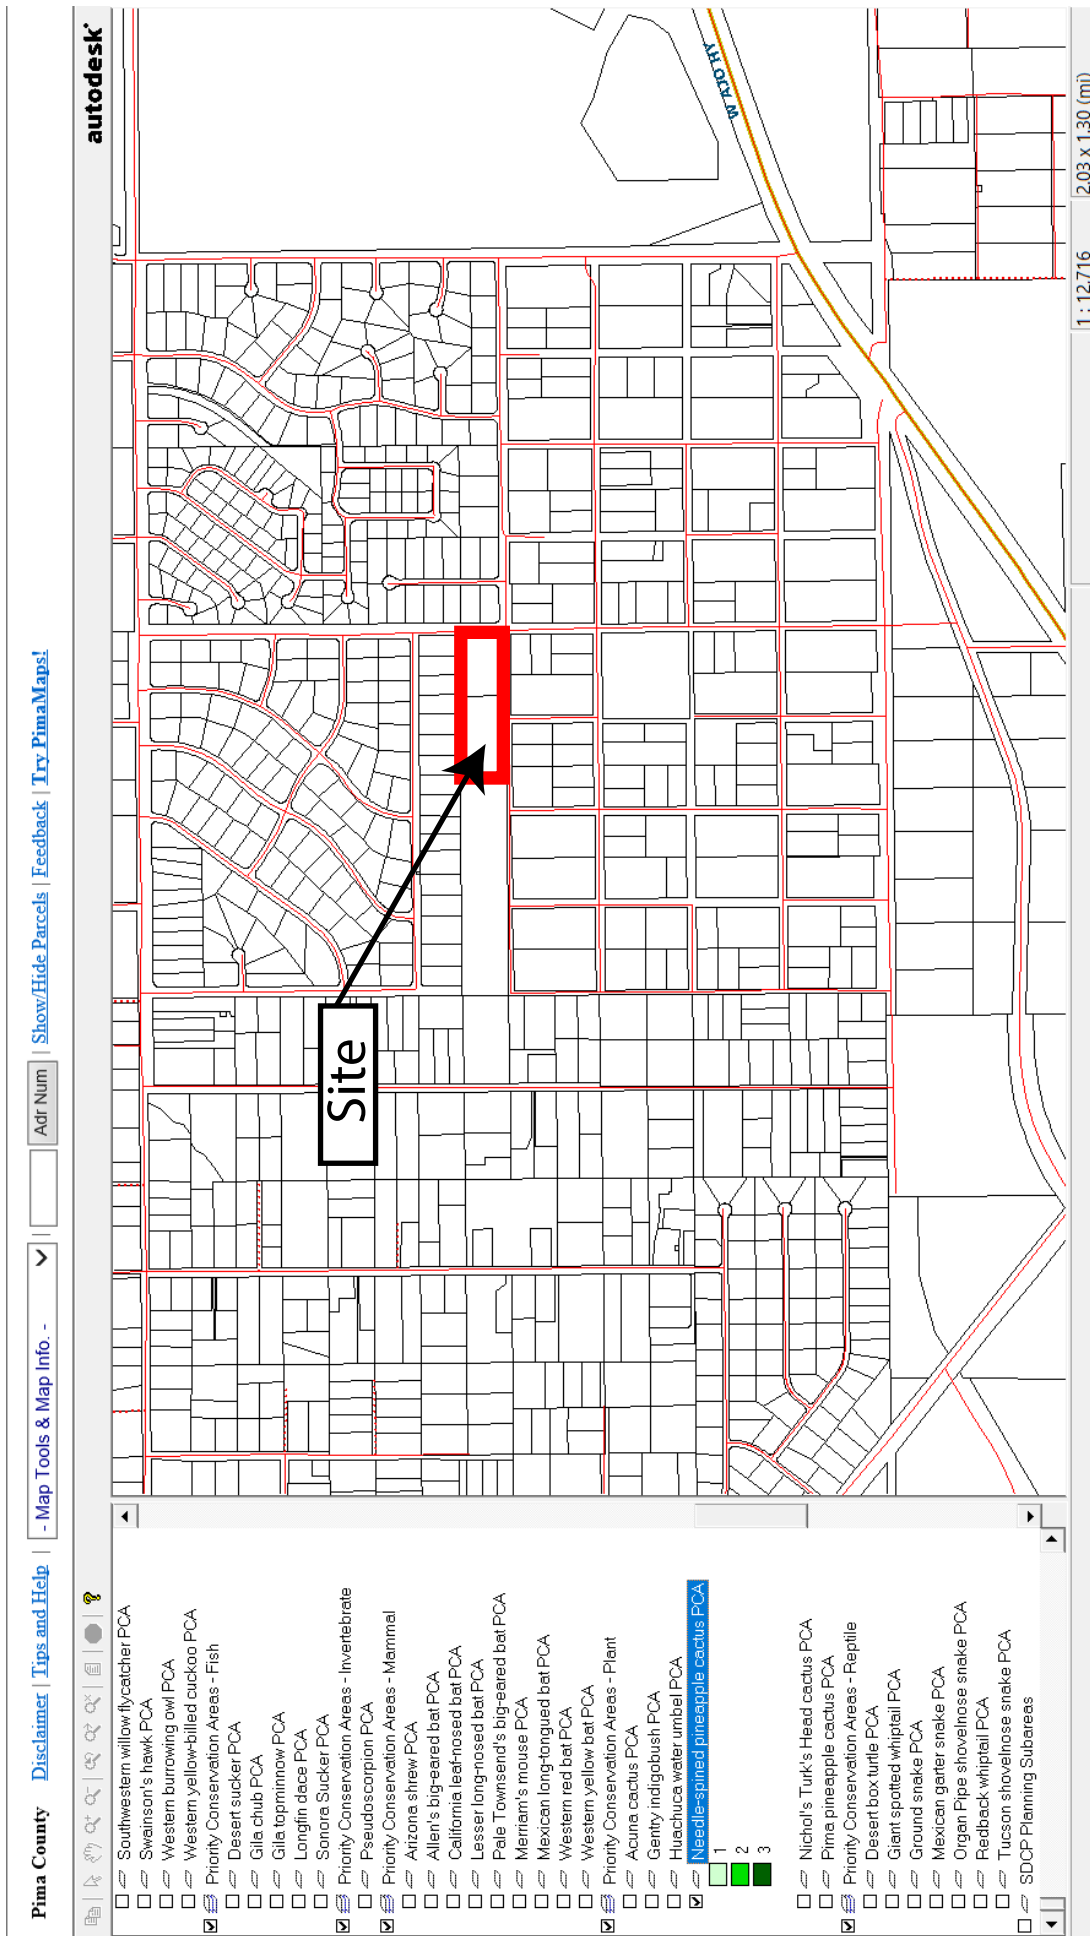 Pima County Disclaimer | Tips and Help | - Map Tools & Map Info. - | Adr Num | Show/Hide Parcels | Feedback | Try PimaMaps!
autodesk®
Southwestern willow flycatcher PCA
Swainson's hawk PCA
Western burrowing owl PCA
Western yellow-billed cuckoo PCA
Priority Conservation Areas - Fish
Desert sucker PCA
Gila chub PCA
Gila topminnow PCA
Longfin dace PCA
Sonora Sucker PCA
Priority Conservation Areas - Invertebrate
Pseudoscorpion PCA
Priority Conservation Areas - Mammal
Arizona shrew PCA
Allen's big-eared bat PCA
California leaf-nosed bat PCA
Lesser long-nosed bat PCA
Pale Townsend's big-eared bat PCA
Merriam's mouse PCA
Mexican long-tongued bat PCA
Western red bat PCA
Western yellow bat PCA
Priority Conservation Areas - Plant
Acuna cactus PCA
Gentry indigobush PCA
Huachuca water umbel PCA
Needle-spined pineapple cactus PCA
1
2
3
Nicholl's Turk's Head cactus PCA
Pima pineapple cactus PCA
Priority Conservation Areas - Reptile
Desert box turtle PCA
Giant spotted whiptail PCA
Ground snake PCA
Mexican garter snake PCA
Organ Pipe shovelnose snake PCA
Redback whiptail PCA
Tucson shovelnose snake PCA
SDCP Planning Subareas
Site
W AJO HY
1 : 12,716 2.03 x 1.30 (mi)